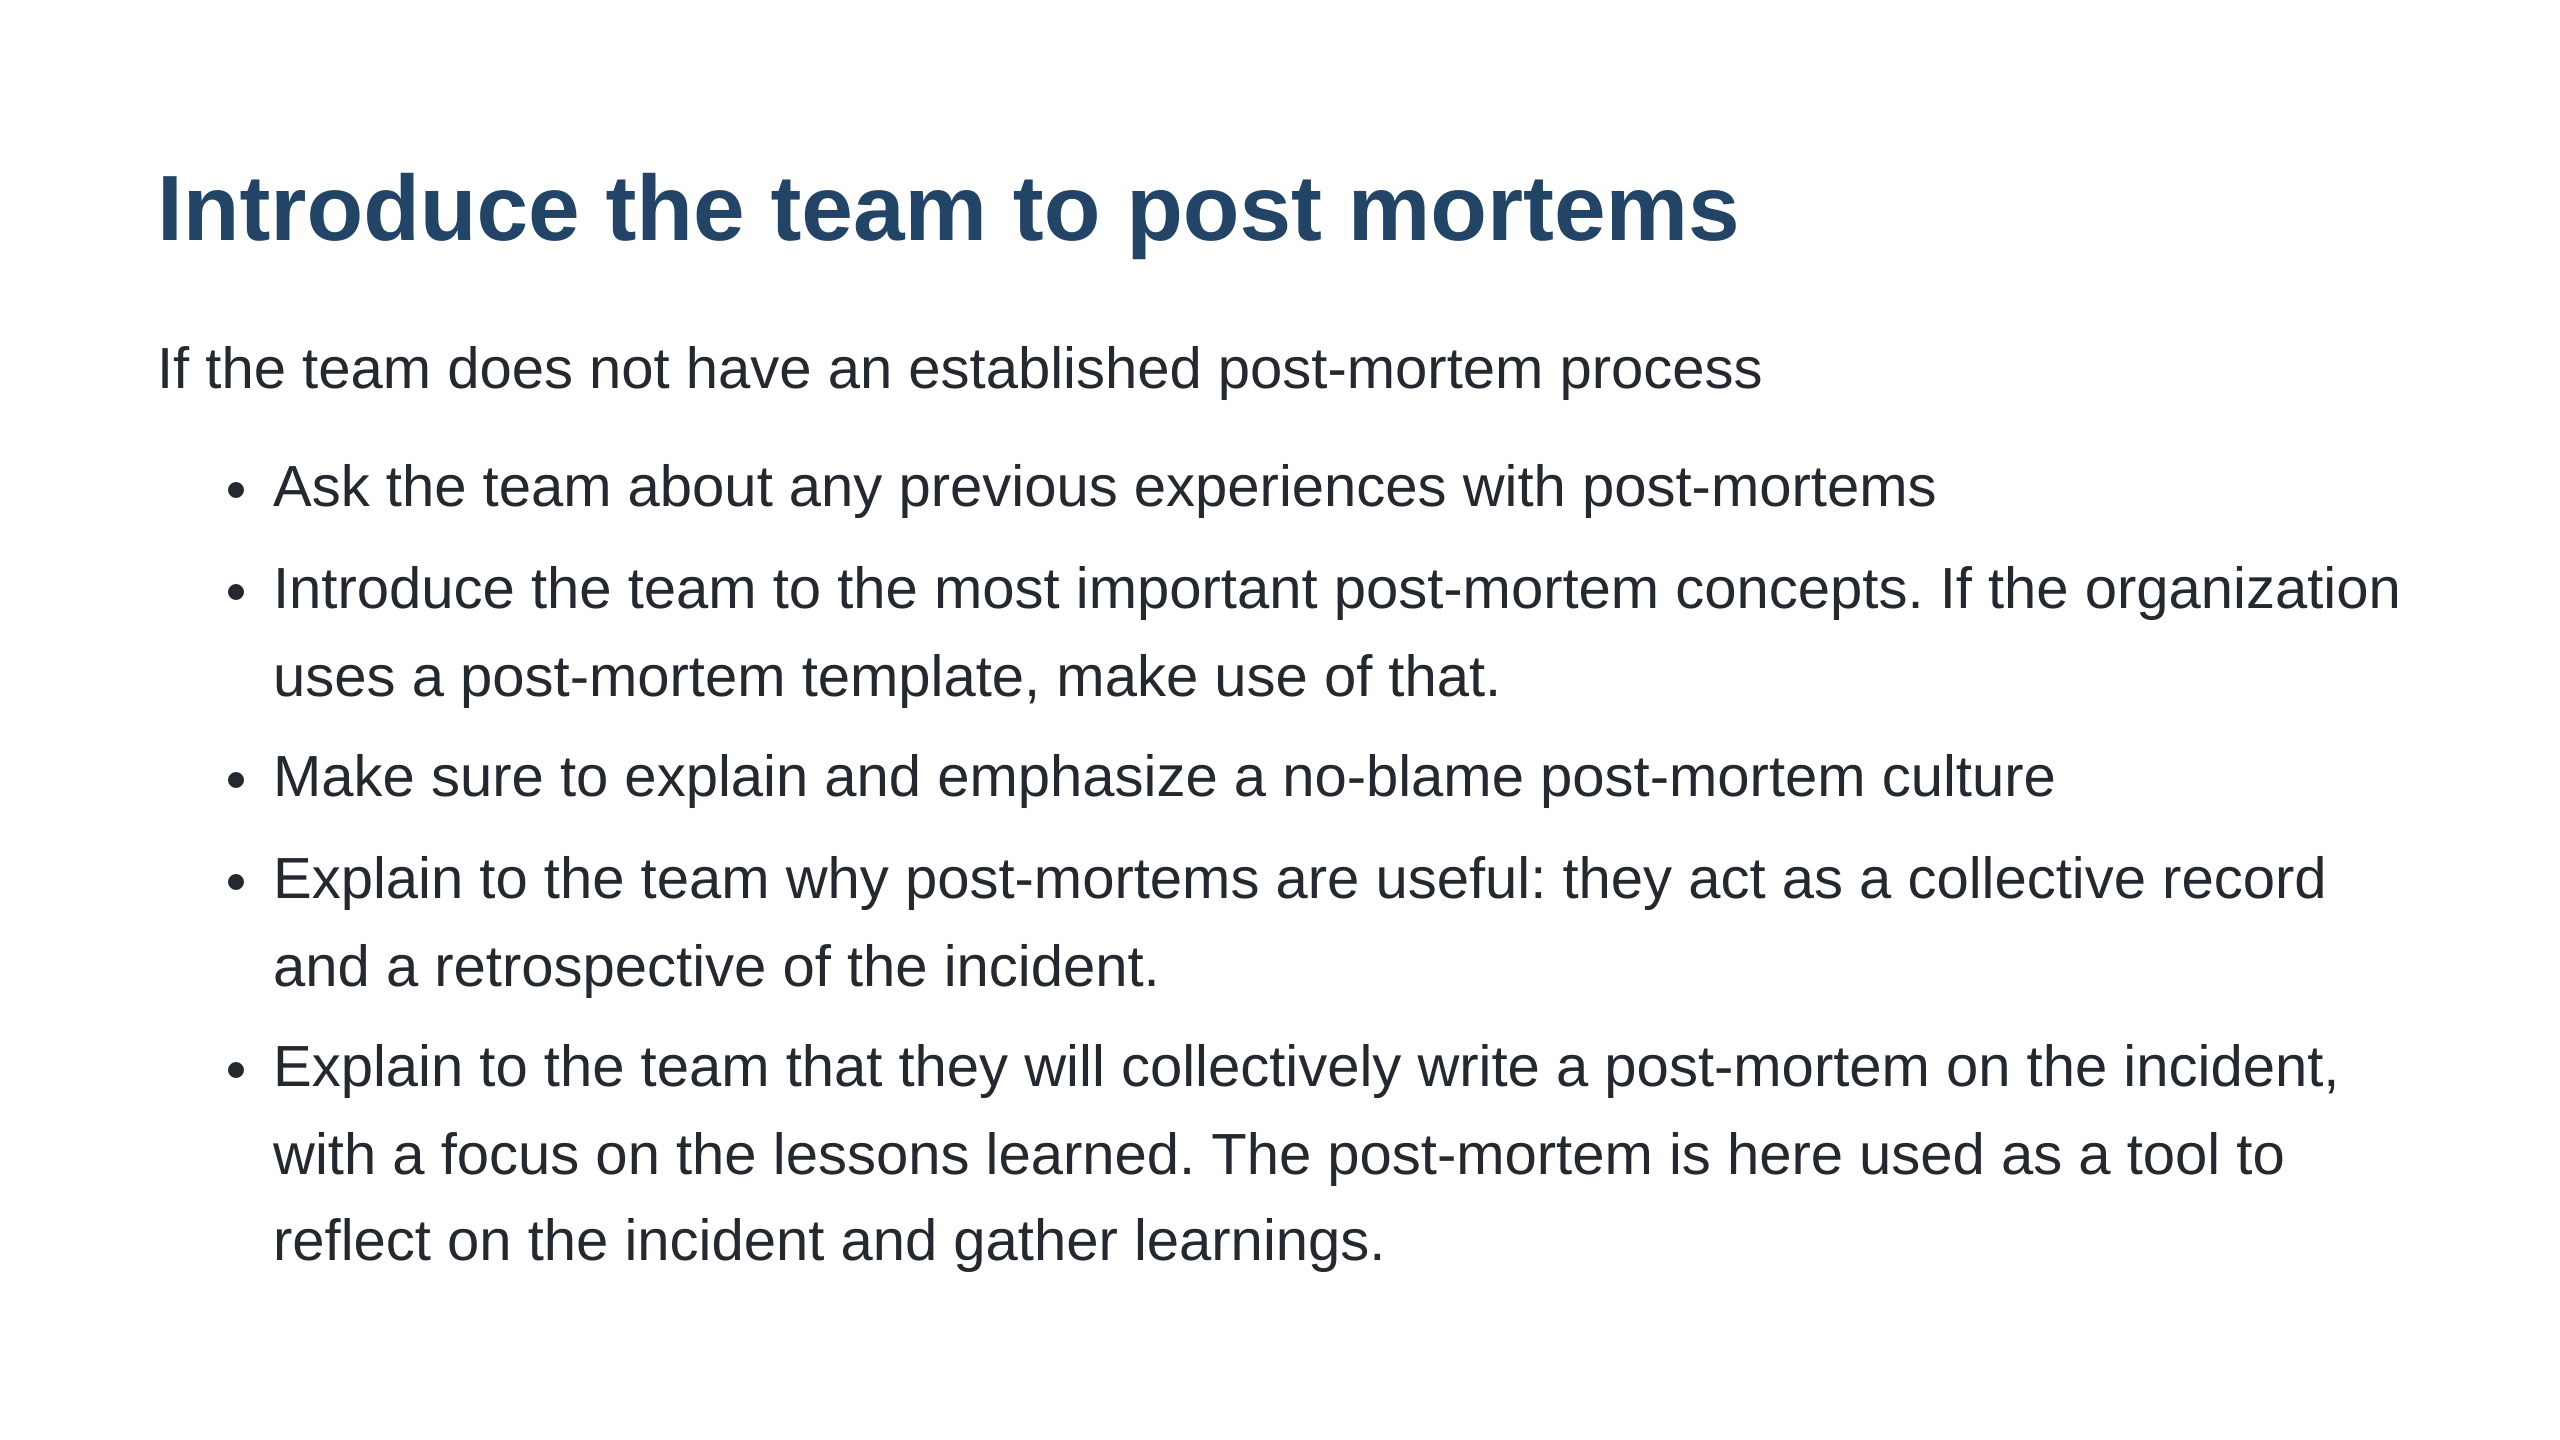 Introduce the team to post mortems
If the team does not have an established post-mortem process
• Ask the team about any previous experiences with post-mortems
• Introduce the team to the most important post-mortem concepts. If the organization
uses a post-mortem template, make use of that.
• Make sure to explain and emphasize a no-blame post-mortem culture
• Explain to the team why post-mortems are useful: they act as a collective record
and a retrospective of the incident.
• Explain to the team that they will collectively write a post-mortem on the incident,
with a focus on the lessons learned. The post-mortem is here used as a tool to
reflect on the incident and gather learnings.